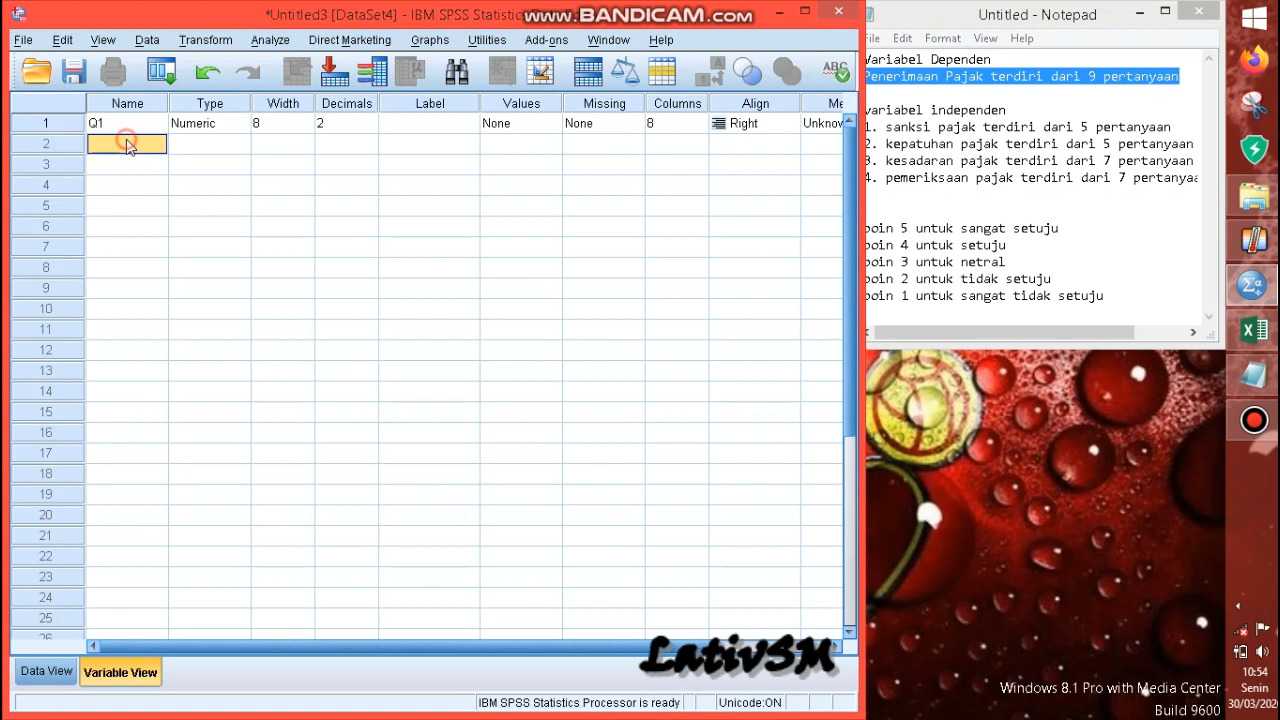 *Untitled3 [DataSet4] - IBM SPSS Statistic
www.BANDICAM.com
File Edit View Data Transform Analyze Direct Marketing Graphs Utilities Add-ons Window Help
ABC
Name Type Width Decimals Label Values Missing Columns Align Me
1 Q1 Numeric 8 2 None None 8 Right Unknow
2
3
4
5
6
7
8
9
10
11
12
13
14
15
16
17
18
19
20
21
22
23
24
25
26
LativSM
Data View Variable View
IBM SPSS Statistics Processor is ready Unicode:ON
Untitled - Notepad
File Edit Format View Help
Variabel Dependen
Penerimaan Pajak terdiri dari 9 pertanyaan
variabel independen
1. sanksi pajak terdiri dari 5 pertanyaan
2. kepatuhan pajak terdiri dari 5 pertanyaan
3. kesadaran pajak terdiri dari 7 pertanyaan
4. pemeriksaan pajak terdiri dari 7 pertanyaa
poin 5 untuk sangat setuju
poin 4 untuk setuju
poin 3 untuk netral
poin 2 untuk tidak setuju
poin 1 untuk sangat tidak setuju
Windows 8.1 Pro with Media Center
Build 9600
10:54
Senin
30/03/202